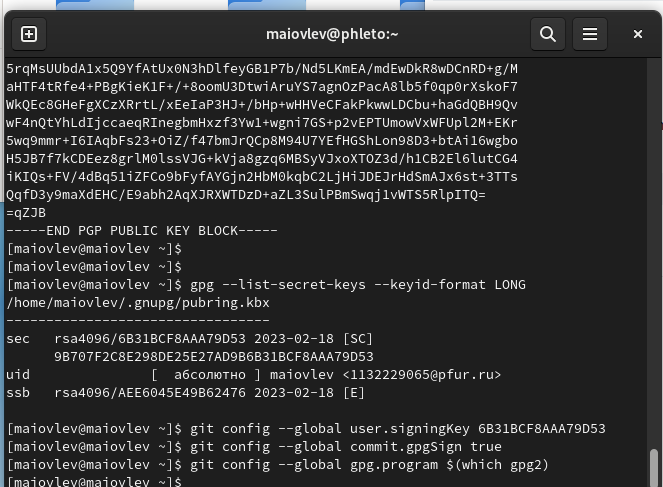 maiovlev@phleto:~
5rqMsUUbdA1x5Q9YfAtUx0N3hDlfeyGB1P7b/Nd5LKmEA/mdEwDkR8wDCnRD+g/M
aHTF4tRfe4+PBgKieK1F+/+8oomU3DtwiAruYS7agnOzPacA8lb5f0qp0rXskoF7
WkQEc8GHeFgXCzXRrtL/xEeIaP3HJ+/bHp+wHHVeCFakPkwwLDCbu+haGdQBH9Qv
wF4nQtYhLdIjccaeqRInegbmHxzf3Yw1+wgni7GS+p2vEPTUmowVxWFUpl2M+EKr
5wq9mmr+I6IAqbFs23+OiZ/f47bmJrQCp8M94U7YEfHGShLon98D3+btAi16wgbo
H5JB7f7kCDEez8grlM0lssVJG+kVja8gzq6MBSyVJxoXTOZ3d/h1CB2El6lutCG4
iKIQs+FV/4dBq51iZFCo9bFyfAYGjn2HbM0kqbC2LjHiJDEJrHdSmAJx6st+3TTs
QqfD3y9maXdEHC/E9abh2AqXJRXWTDzD+aZL3SulPBmSwqj1vWTS5RlpITQ=
=qZJB
-----END PGP PUBLIC KEY BLOCK-----
[maiovlev@maiovlev ~]$
[maiovlev@maiovlev ~]$
[maiovlev@maiovlev ~]$ gpg --list-secret-keys --keyid-format LONG
/home/maiovlev/.gnupg/pubring.kbx
---------------------------------
sec   rsa4096/6B31BCF8AAA79D53 2023-02-18 [SC]
      9B707F2C8E298DE25E27AD9B6B31BCF8AAA79D53
uid               [  абсолютно ] maiovlev <1132229065@pfur.ru>
ssb   rsa4096/AEE6045E49B62476 2023-02-18 [E]
[maiovlev@maiovlev ~]$ git config --global user.signingKey 6B31BCF8AAA79D53
[maiovlev@maiovlev ~]$ git config --global commit.gpgSign true
[maiovlev@maiovlev ~]$ git config --global gpg.program $(which gpg2)
[maiovlev@maiovlev ~]$